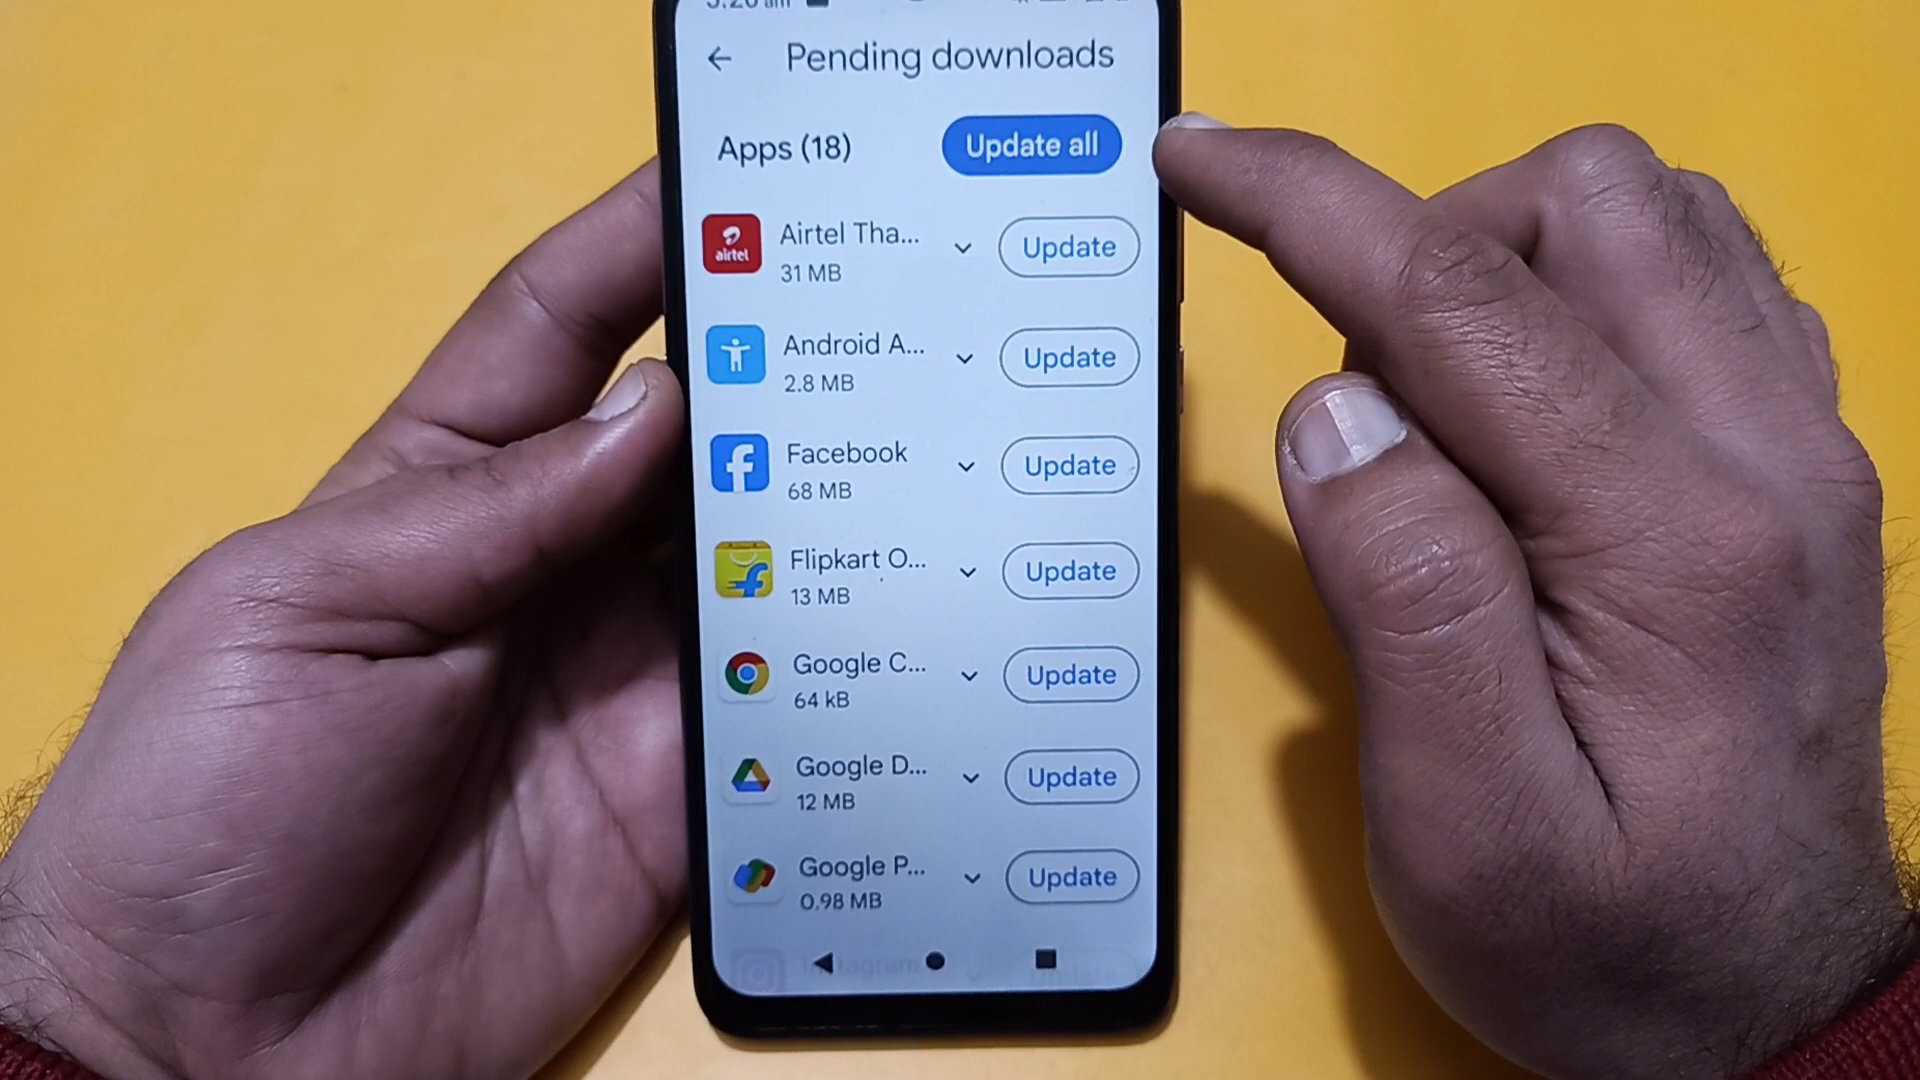 Pending downloads
Apps (18)
Update all
airtel
Airtel Tha...
31 MB
Update
Android A...
2.8 MB
Update
Facebook
68 MB
Update
Flipkart O...
13 MB
Update
Google C...
64 kB
Update
Google D...
12 MB
Update
Google P...
0.98 MB
Update